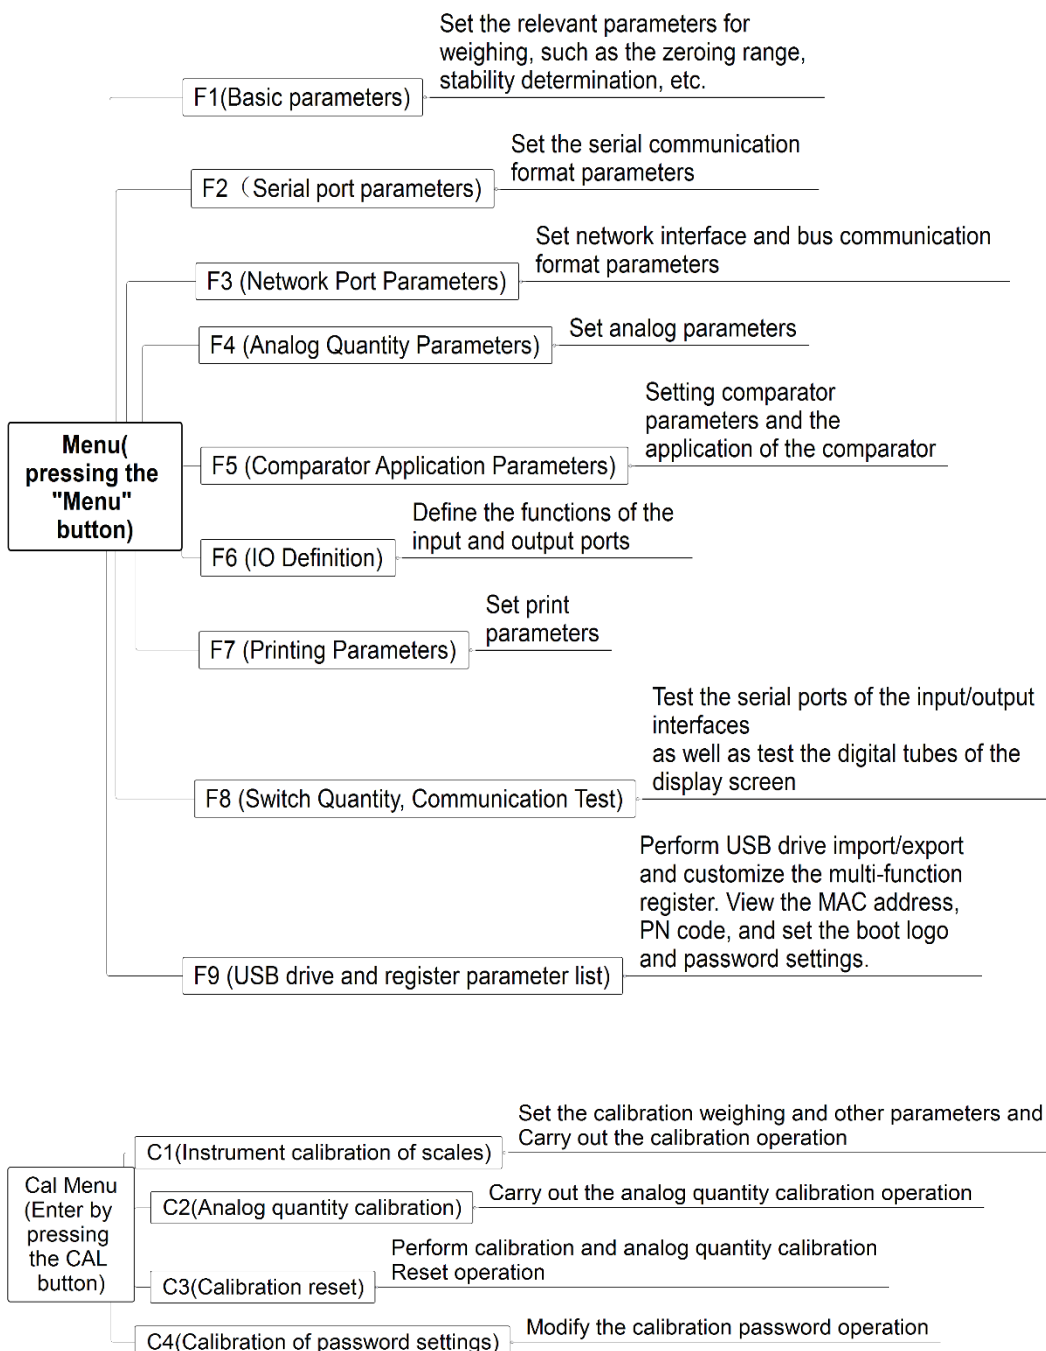 Set the relevant parameters for
weighing, such as the zeroing range,
stability determination, etc.
F1(Basic parameters)
Set the serial communication
format parameters
F2（Serial port parameters)
Set network interface and bus communication
format parameters
F3 (Network Port Parameters)
Set analog parameters
F4 (Analog Quantity Parameters)
Setting comparator
parameters and the
application of the comparator
F5 (Comparator Application Parameters)
Menu(
pressing the
"Menu"
button)
Define the functions of the
input and output ports
F6 (IO Definition)
Set print
parameters
F7 (Printing Parameters)
Test the serial ports of the input/output
interfaces
as well as test the digital tubes of the
display screen
F8 (Switch Quantity, Communication Test)
Perform USB drive import/export
and customize the multi-function
register. View the MAC address,
PN code, and set the boot logo
and password settings.
F9 (USB drive and register parameter list)
Set the calibration weighing and other parameters and
Carry out the calibration operation
C1(Instrument calibration of scales)
Cal Menu
(Enter by
pressing
the CAL
button)
Carry out the analog quantity calibration operation
C2(Analog quantity calibration)
Perform calibration and analog quantity calibration
Reset operation
C3(Calibration reset)
Modify the calibration password operation
C4(Calibration of password settings)